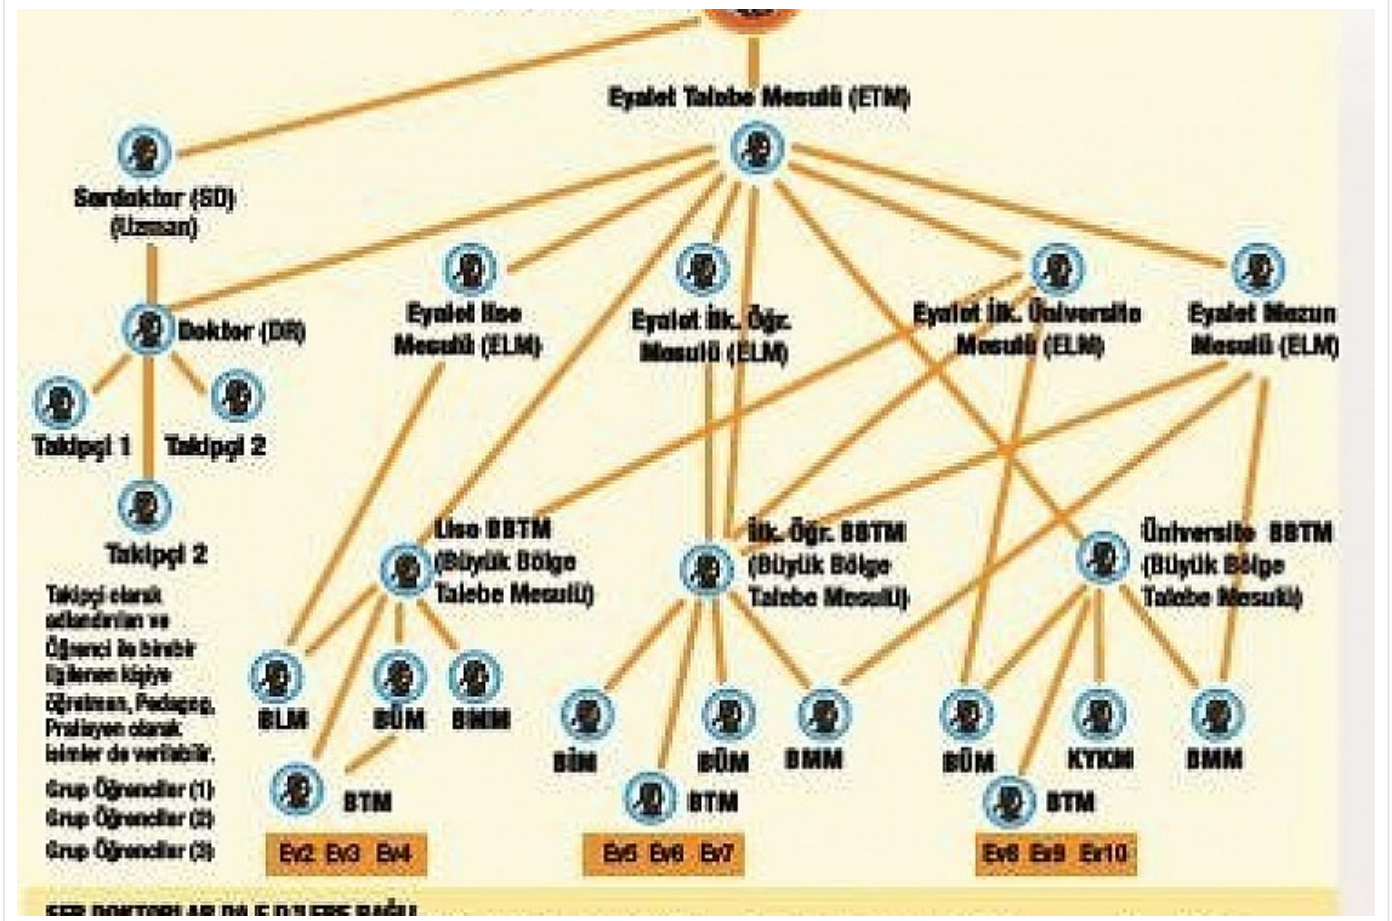 Eyalet Talebe Mesulü (ETM)
Serdoktor (SD)
(Uzman)
Doktor (DR)
Takipçi 1
Takipçi 2
Takipçi 2
Eyalet lise
Mesulü (ELM)
Eyalet İlk. Öğr.
Mesulü (ELM)
Eyalet İlk. Üniversite
Mesulü (ELM)
Eyalet Mezun
Mesulü (ELM)
Lise BBTM
(Büyük Bölge
Talebe Mesulü)
İlk. Öğr. BBTM
(Büyük Bölge
Talebe Mesulü)
Üniversite BBTM
(Büyük Bölge
Talebe Mesulü)
Takipçi olarak
adlandırılan ve
Öğrenci ile birebir
ilgilenen kişiye
öğretmen, Pedagog,
olarak
isimler de verilabilir.
Grup Öğrenciler (1)
Grup Öğrenciler (2)
Grup Öğrenciler (3)
BLM
BÜM
BMM
BTM
Ev2 Ev3 Ev4
BİM
BÜM
BMM
BTM
Ev5 Ev6 Ev7
BÜM
KYKM
BMM
BTM
Ev8 Ev9 Ev10